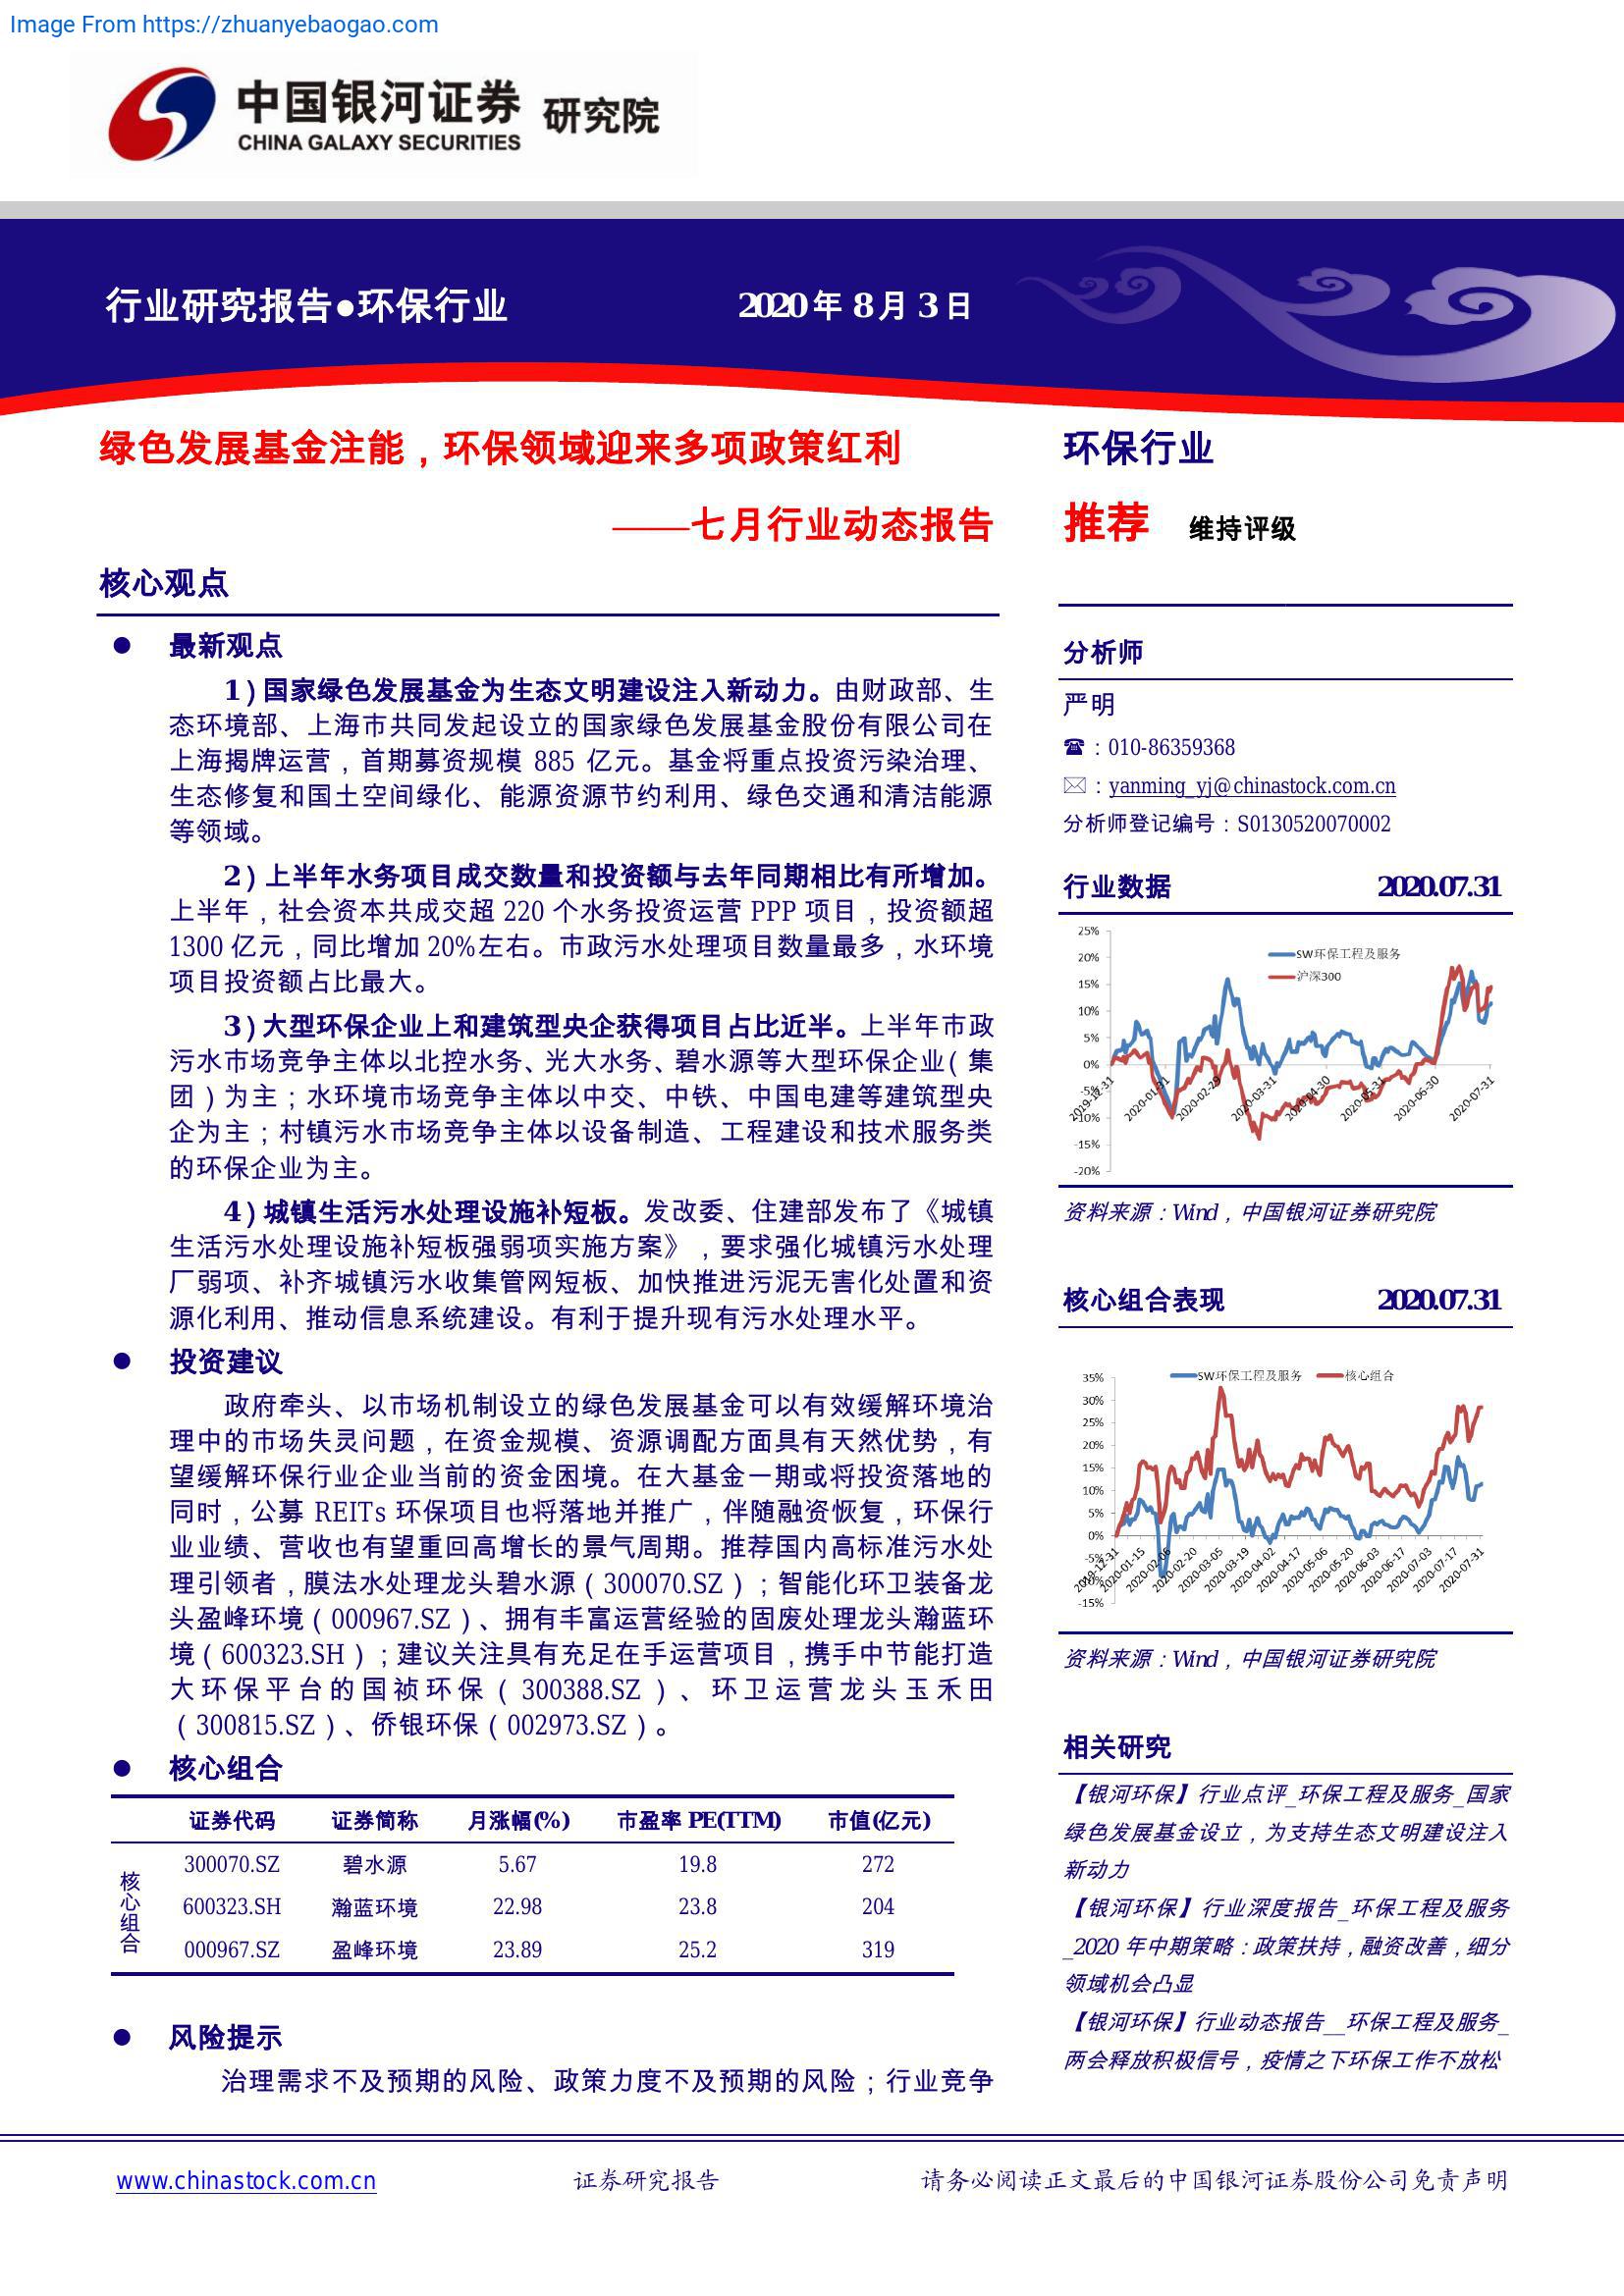 Image From https://zhuanyebaogao.com
中国银河证券 研究院
CHINA GALAXY SECURITIES
行业研究报告●环保行业 2020年8月3日
绿色发展基金注能，环保领域迎来多项政策红利
——七月行业动态报告
核心观点
● 最新观点
1）国家绿色发展基金为生态文明建设注入新动力。由财政部、生
态环境部、上海市共同发起设立的国家绿色发展基金股份有限公司在
上海揭牌运营，首期募资规模 885 亿元。基金将重点投资污染治理、
生态修复和国土空间绿化、能源资源节约利用、绿色交通和清洁能源
等领域。
2）上半年水务项目成交数量和投资额与去年同期相比有所增加。
上半年，社会资本共成交超 220 个水务投资运营 PPP 项目，投资额超
1300 亿元，同比增加 20%左右。市政污水处理项目数量最多，水环境
项目投资额占比最大。
3）大型环保企业上和建筑型央企获得项目占比近半。上半年市政
污水市场竞争主体以北控水务、光大水务、碧水源等大型环保企业（集
团）为主；水环境市场竞争主体以中交、中铁、中国电建等建筑型央
企为主；村镇污水市场竞争主体以设备制造、工程建设和技术服务类
的环保企业为主。
4）城镇生活污水处理设施补短板。发改委、住建部发布了《城镇
生活污水处理设施补短板强弱项实施方案》，要求强化城镇污水处理
厂弱项、补齐城镇污水收集管网短板、加快推进污泥无害化处置和资
源化利用、推动信息系统建设。有利于提升现有污水处理水平。
● 投资建议
政府牵头、以市场机制设立的绿色发展基金可以有效缓解环境治
理中的市场失灵问题，在资金规模、资源调配方面具有天然优势，有
望缓解环保行业企业当前的资金困境。在大基金一期或将投资落地的
同时，公募 REITs 环保项目也将落地并推广，伴随融资恢复，环保行
业业绩、营收也有望重回高增长的景气周期。推荐国内高标准污水处
理引领者，膜法水处理龙头碧水源（300070.SZ）；智能化环卫装备龙
头盈峰环境（000967.SZ）、拥有丰富运营经验的固废处理龙头瀚蓝环
境（600323.SH）；建议关注具有充足在手运营项目，携手中节能打造
大环保平台的国祯环保（300388.SZ）、环卫运营龙头玉禾田
（300815.SZ）、侨银环保（002973.SZ）。
● 核心组合
证券代码 证券简称 月涨幅(%) 市盈率 PE(TTM) 市值(亿元)
核心组合
300070.SZ 碧水源 5.67 19.8 272
600323.SH 瀚蓝环境 22.98 23.8 204
000967.SZ 盈峰环境 23.89 25.2 319
● 风险提示
治理需求不及预期的风险、政策力度不及预期的风险；行业竞争
环保行业
推荐 维持评级
分析师
严明
☎：010-86359368
✉：yanming_yj@chinastock.com.cn
分析师登记编号：S0130520070002
行业数据 2020.07.31
SW环保工程及服务
沪深300
25%
20%
15%
10%
5%
0%
-5%
-10%
-15%
-20%
2019-12-31 2020-01-31 2020-02-29 2020-03-31 2020-04-30 2020-05-31 2020-06-30 2020-07-31
资料来源：Wind，中国银河证券研究院
核心组合表现 2020.07.31
SW环保工程及服务 核心组合
35%
30%
25%
20%
15%
10%
5%
0%
-5%
-10%
-15%
2019-12-31 2020-01-15 2020-02-06 2020-02-20 2020-03-05 2020-03-19 2020-04-02 2020-04-17 2020-05-06 2020-05-20 2020-06-03 2020-06-17 2020-07-03 2020-07-17 2020-07-31
资料来源：Wind，中国银河证券研究院
相关研究
【银河环保】行业点评_环保工程及服务_国家
绿色发展基金设立，为支持生态文明建设注入
新动力
【银河环保】行业深度报告_环保工程及服务
_2020 年中期策略：政策扶持，融资改善，细分
领域机会凸显
【银河环保】行业动态报告__环保工程及服务_
两会释放积极信号，疫情之下环保工作不放松
www.chinastock.com.cn 证券研究报告 请务必阅读正文最后的中国银河证券股份公司免责声明